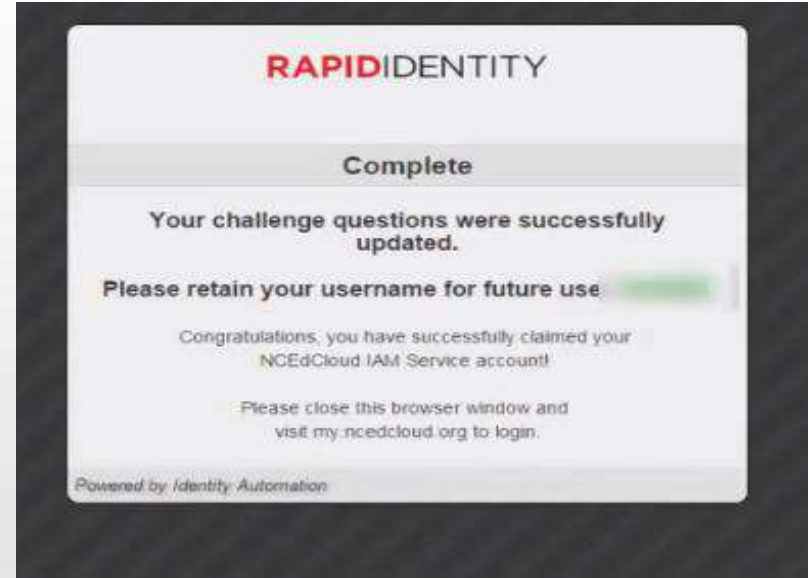 RAPIDIDENTITY
Complete
Your challenge questions were successfully
updated.
Please retain your username for future use
Congratulations, you have successfully claimed your
NCEdCloud IAM Service account!
Please close this browser window and
visit my.ncedcloud.org to login.
Powered by Identity Automation